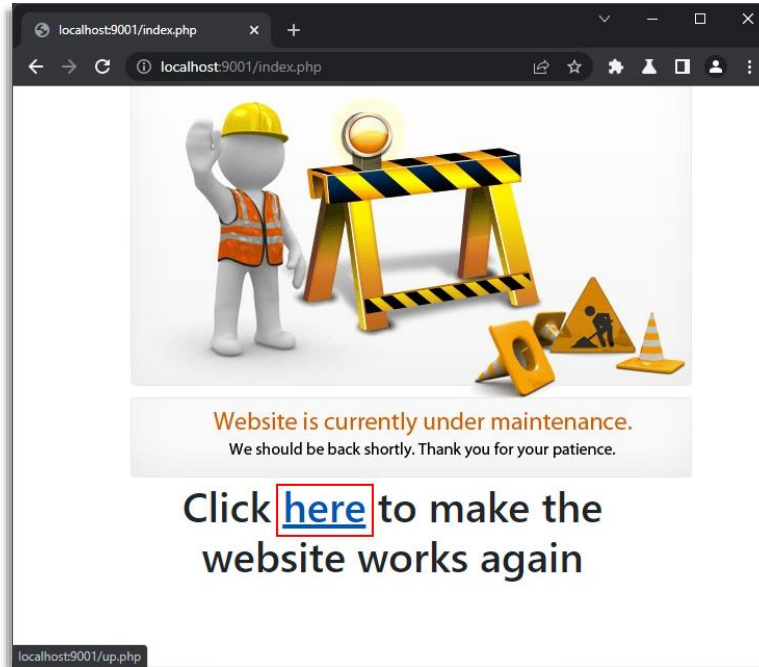 localhost:9001/index.php
localhost:9001/index.php
Website is currently under maintenance.
We should be back shortly. Thank you for your patience.
Click here to make the
website works again
localhost:9001/up.php